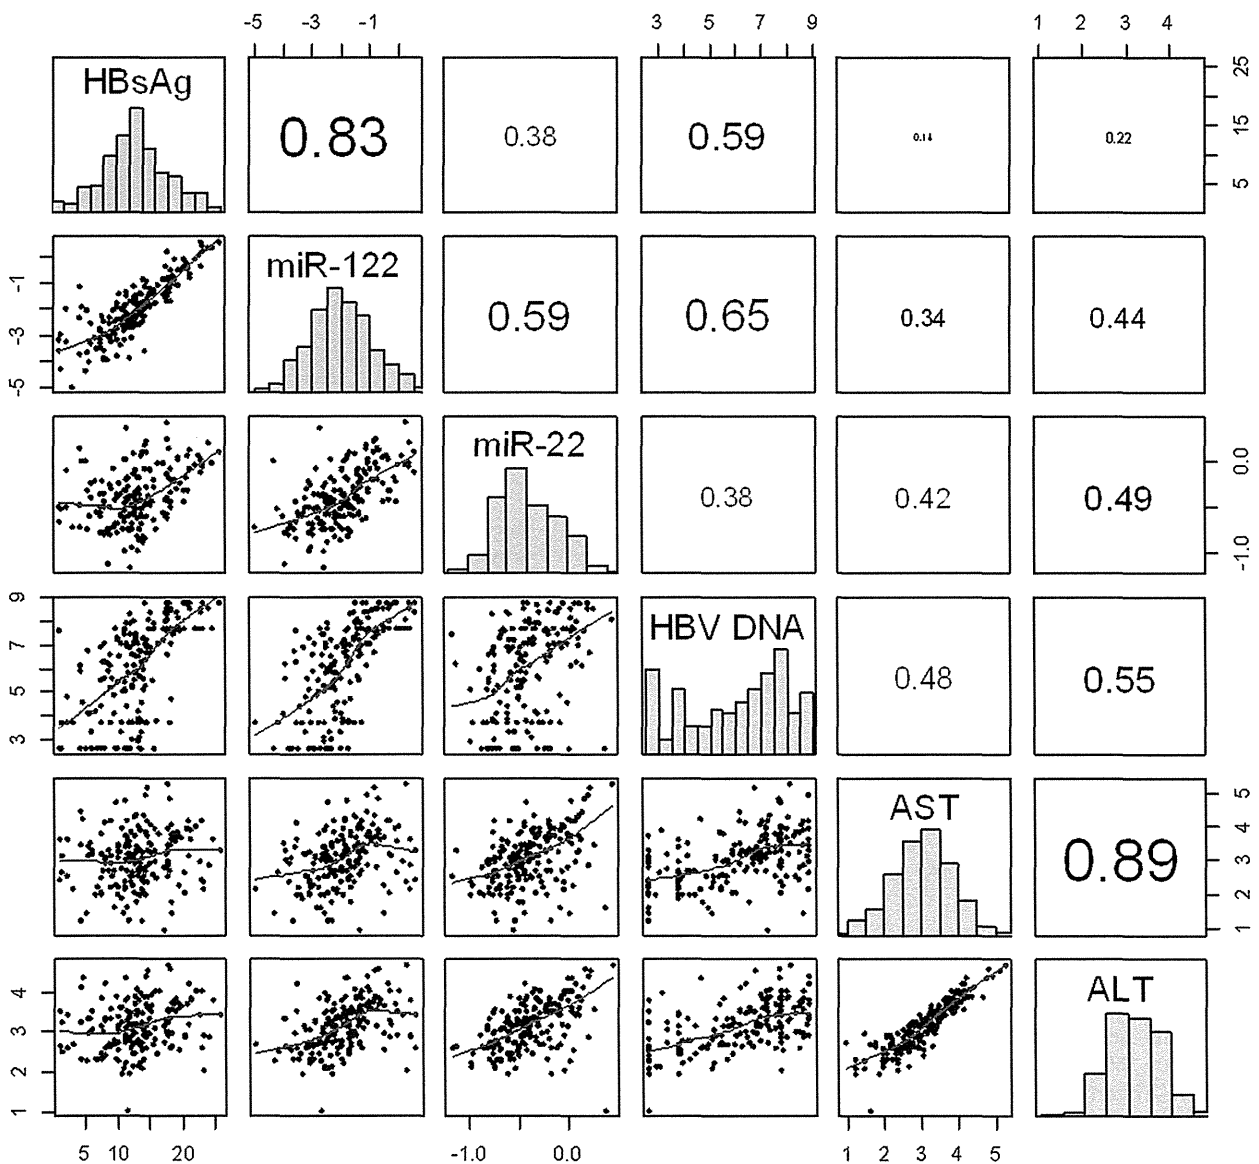 -5 -3 -1 3 5 7 9 1 2 3 4
HBsAg
0.83 0.38 0.59 0.22
25 15 5
miR-122
0.59 0.65 0.34 0.44
-1 -3 -5
miR-22
0.38 0.42 0.49
0.0 -1.0
HBV DNA
0.48 0.55
9 7 5 3
AST
0.89
5 4 3 2 1
ALT
4 3 2 1
5 10 20 -1.0 0.0 1 2 3 4 5